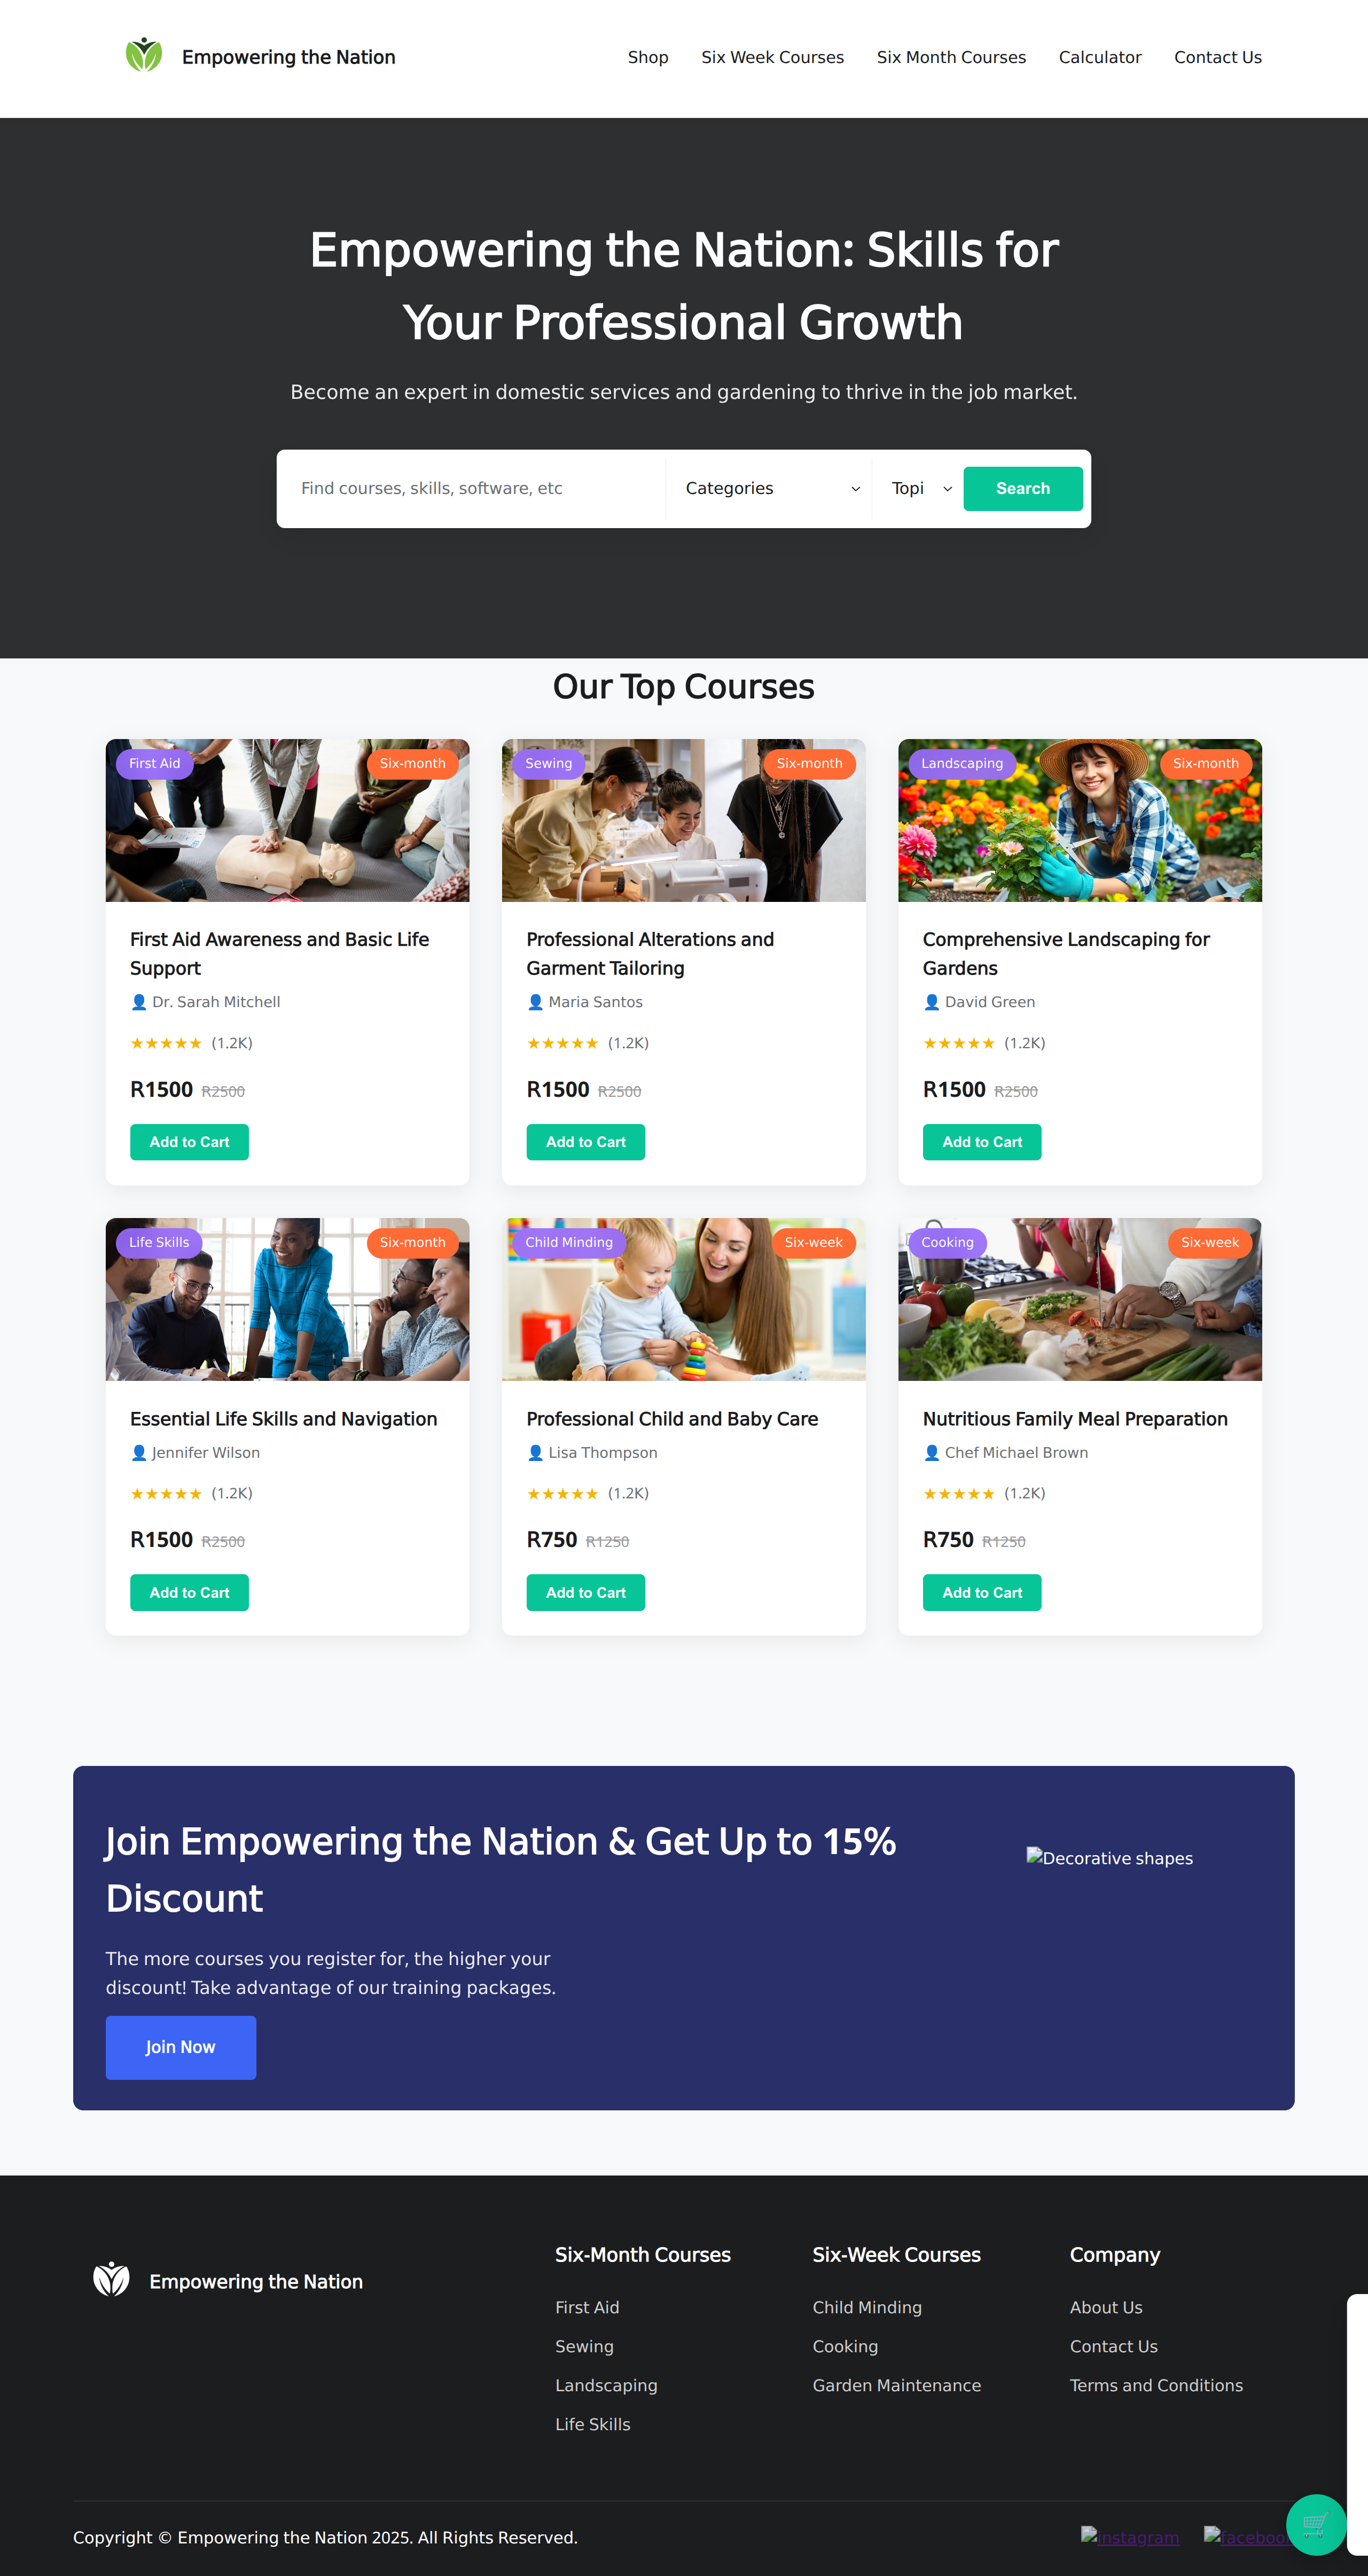 Empowering the Nation
Shop
Six Week Courses
Six Month Courses
Calculator
Contact Us
Empowering the Nation: Skills for
Your Professional Growth
Become an expert in domestic services and gardening to thrive in the job market.
Find courses, skills, software, etc
Categories
Topi
Search
Our Top Courses
First Aid
Six-month
First Aid Awareness and Basic Life
Support
Dr. Sarah Mitchell
★★★★★ (1.2K)
R1500 R2500
Add to Cart
Sewing
Six-month
Professional Alterations and
Garment Tailoring
Maria Santos
★★★★★ (1.2K)
R1500 R2500
Add to Cart
Landscaping
Six-month
Comprehensive Landscaping for
Gardens
David Green
★★★★★ (1.2K)
R1500 R2500
Add to Cart
Life Skills
Six-month
Essential Life Skills and Navigation
Jennifer Wilson
★★★★★ (1.2K)
R1500 R2500
Add to Cart
Child Minding
Six-week
Professional Child and Baby Care
Lisa Thompson
★★★★★ (1.2K)
R750 R1250
Add to Cart
Cooking
Six-week
Nutritious Family Meal Preparation
Chef Michael Brown
★★★★★ (1.2K)
R750 R1250
Add to Cart
Join Empowering the Nation & Get Up to 15%
Discount
The more courses you register for, the higher your
discount! Take advantage of our training packages.
Join Now
Decorative shapes
Empowering the Nation
Six-Month Courses
First Aid
Sewing
Landscaping
Life Skills
Six-Week Courses
Child Minding
Cooking
Garden Maintenance
Company
About Us
Contact Us
Terms and Conditions
Copyright © Empowering the Nation 2025. All Rights Reserved.
instagram